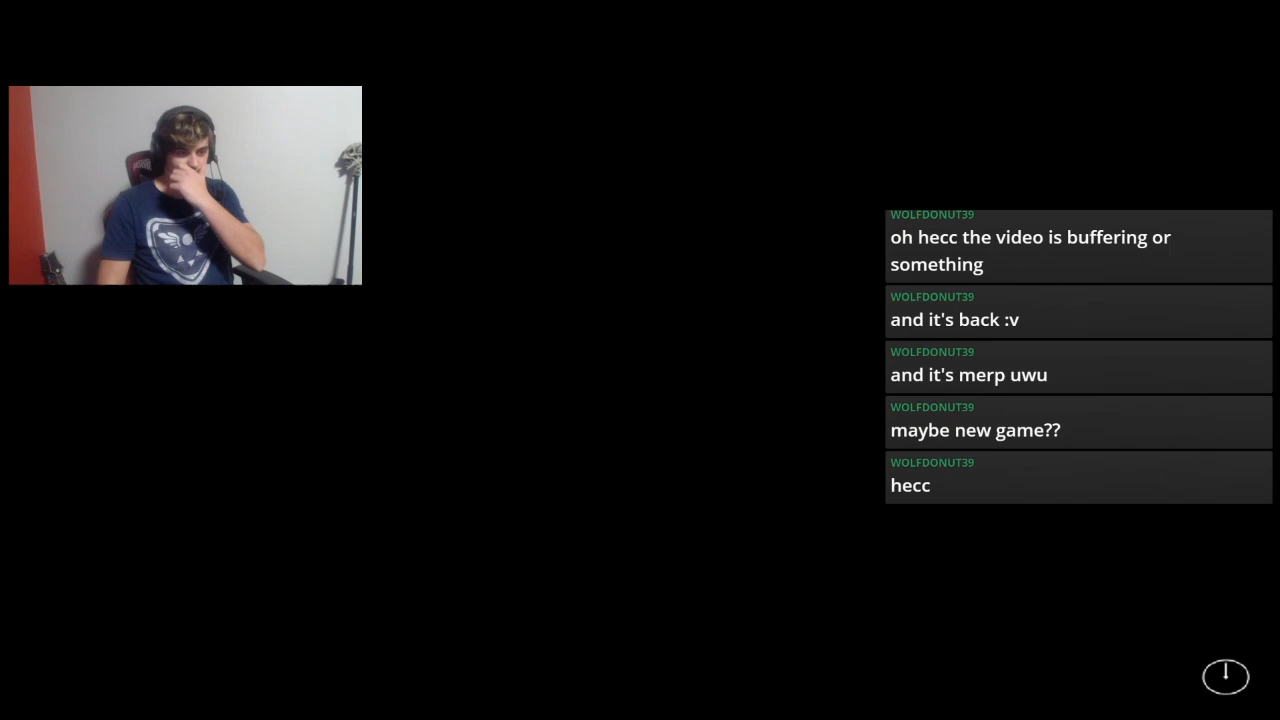 WOLFDONUT39
oh hecc the video is buffering or
something
WOLFDONUT39
and it's back :v
WOLFDONUT39
and it's merp uwu
WOLFDONUT39
maybe new game??
WOLFDONUT39
hecc